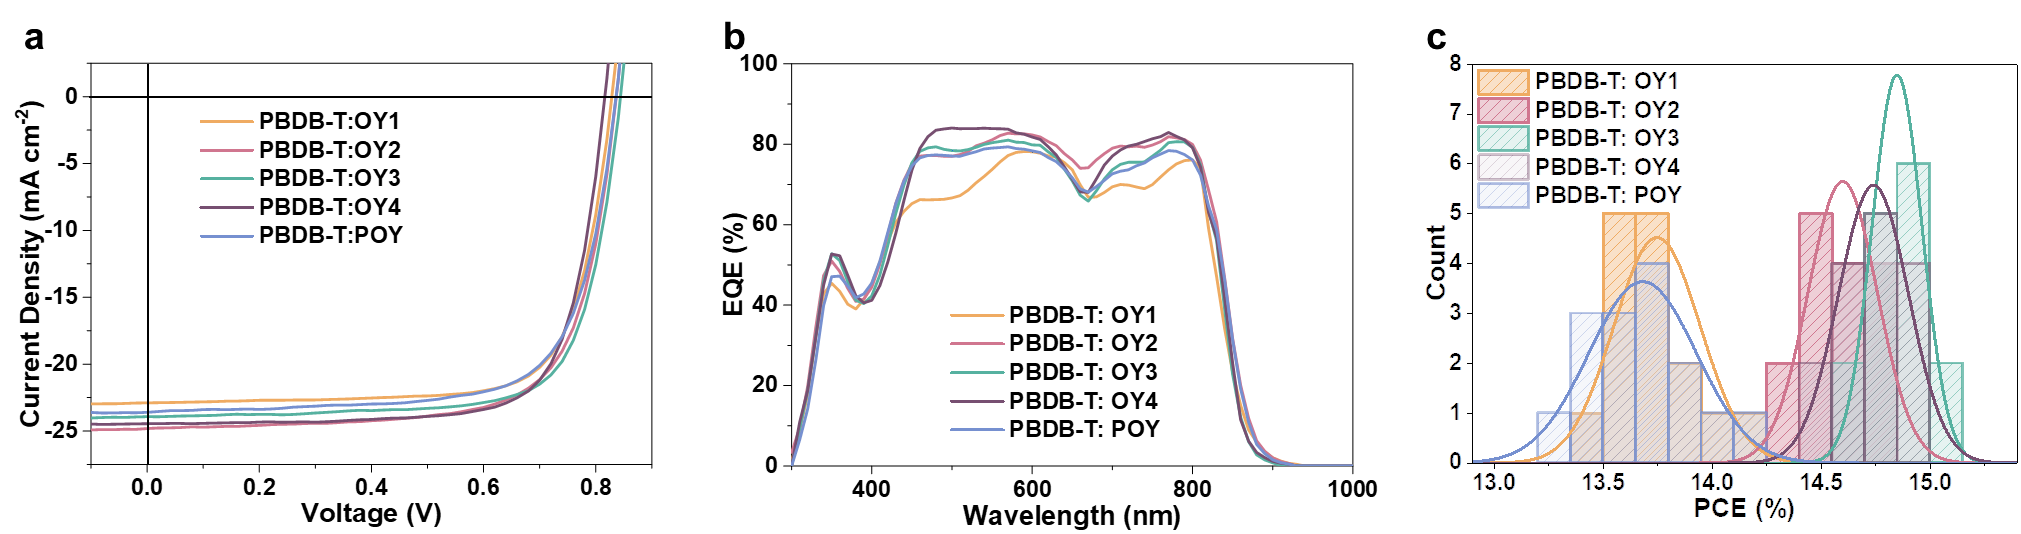 a
0
-5
-10
-15
-20
-25
Current Density (mA cm-2)
PBDB-T:OY1
PBDB-T:OY2
PBDB-T:OY3
PBDB-T:OY4
PBDB-T:POY
0.0 0.2 0.4 0.6 0.8
Voltage (V)
b
100
80
60
40
20
0
EQE (%)
PBDB-T: OY1
PBDB-T: OY2
PBDB-T: OY3
PBDB-T: OY4
PBDB-T: POY
400 600 800 1000
Wavelength (nm)
c
8
7
6
5
4
3
2
1
0
Count
PBDB-T: OY1
PBDB-T: OY2
PBDB-T: OY3
PBDB-T: OY4
PBDB-T: POY
13.0 13.5 14.0 14.5 15.0
PCE (%)